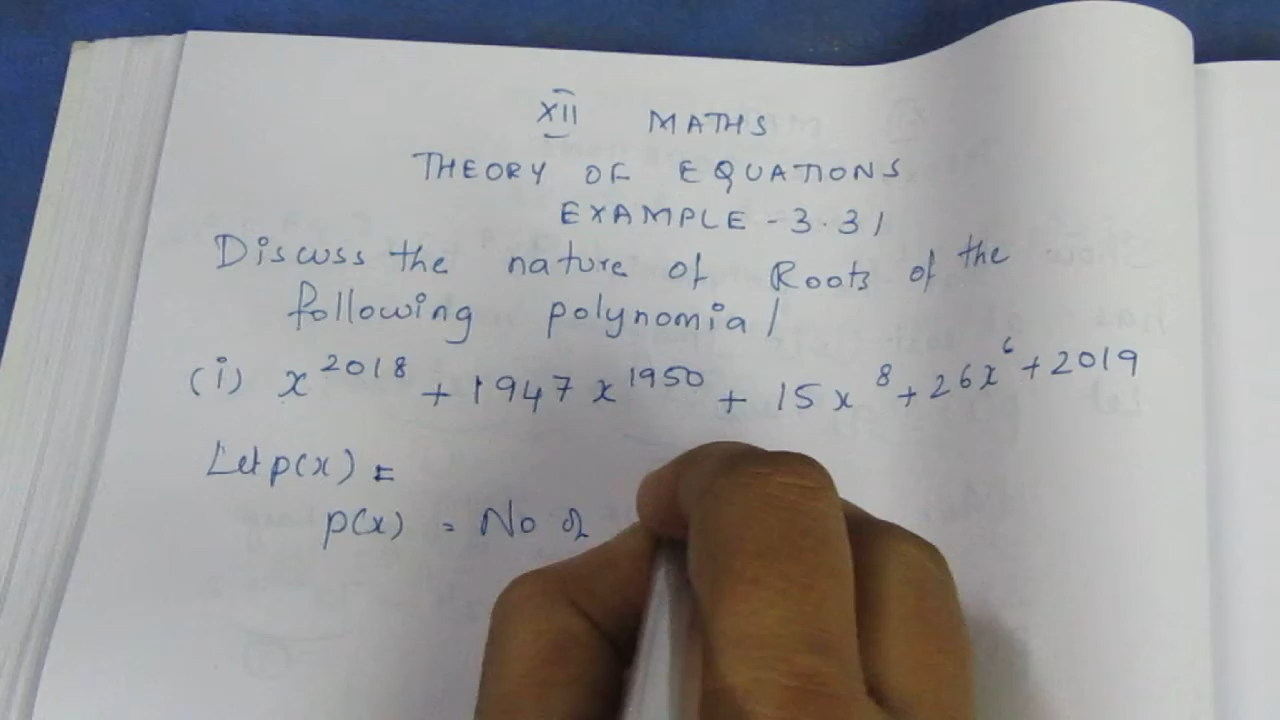 XII MATHS
THEORY OF EQUATIONS
EXAMPLE - 3.31
Discuss the nature of Roots of the
following polynomial
(i) x^2018 + 1947 x^1950 + 15 x^8 + 26 x^6 + 2019
Let p(x) =
p(x) = No of